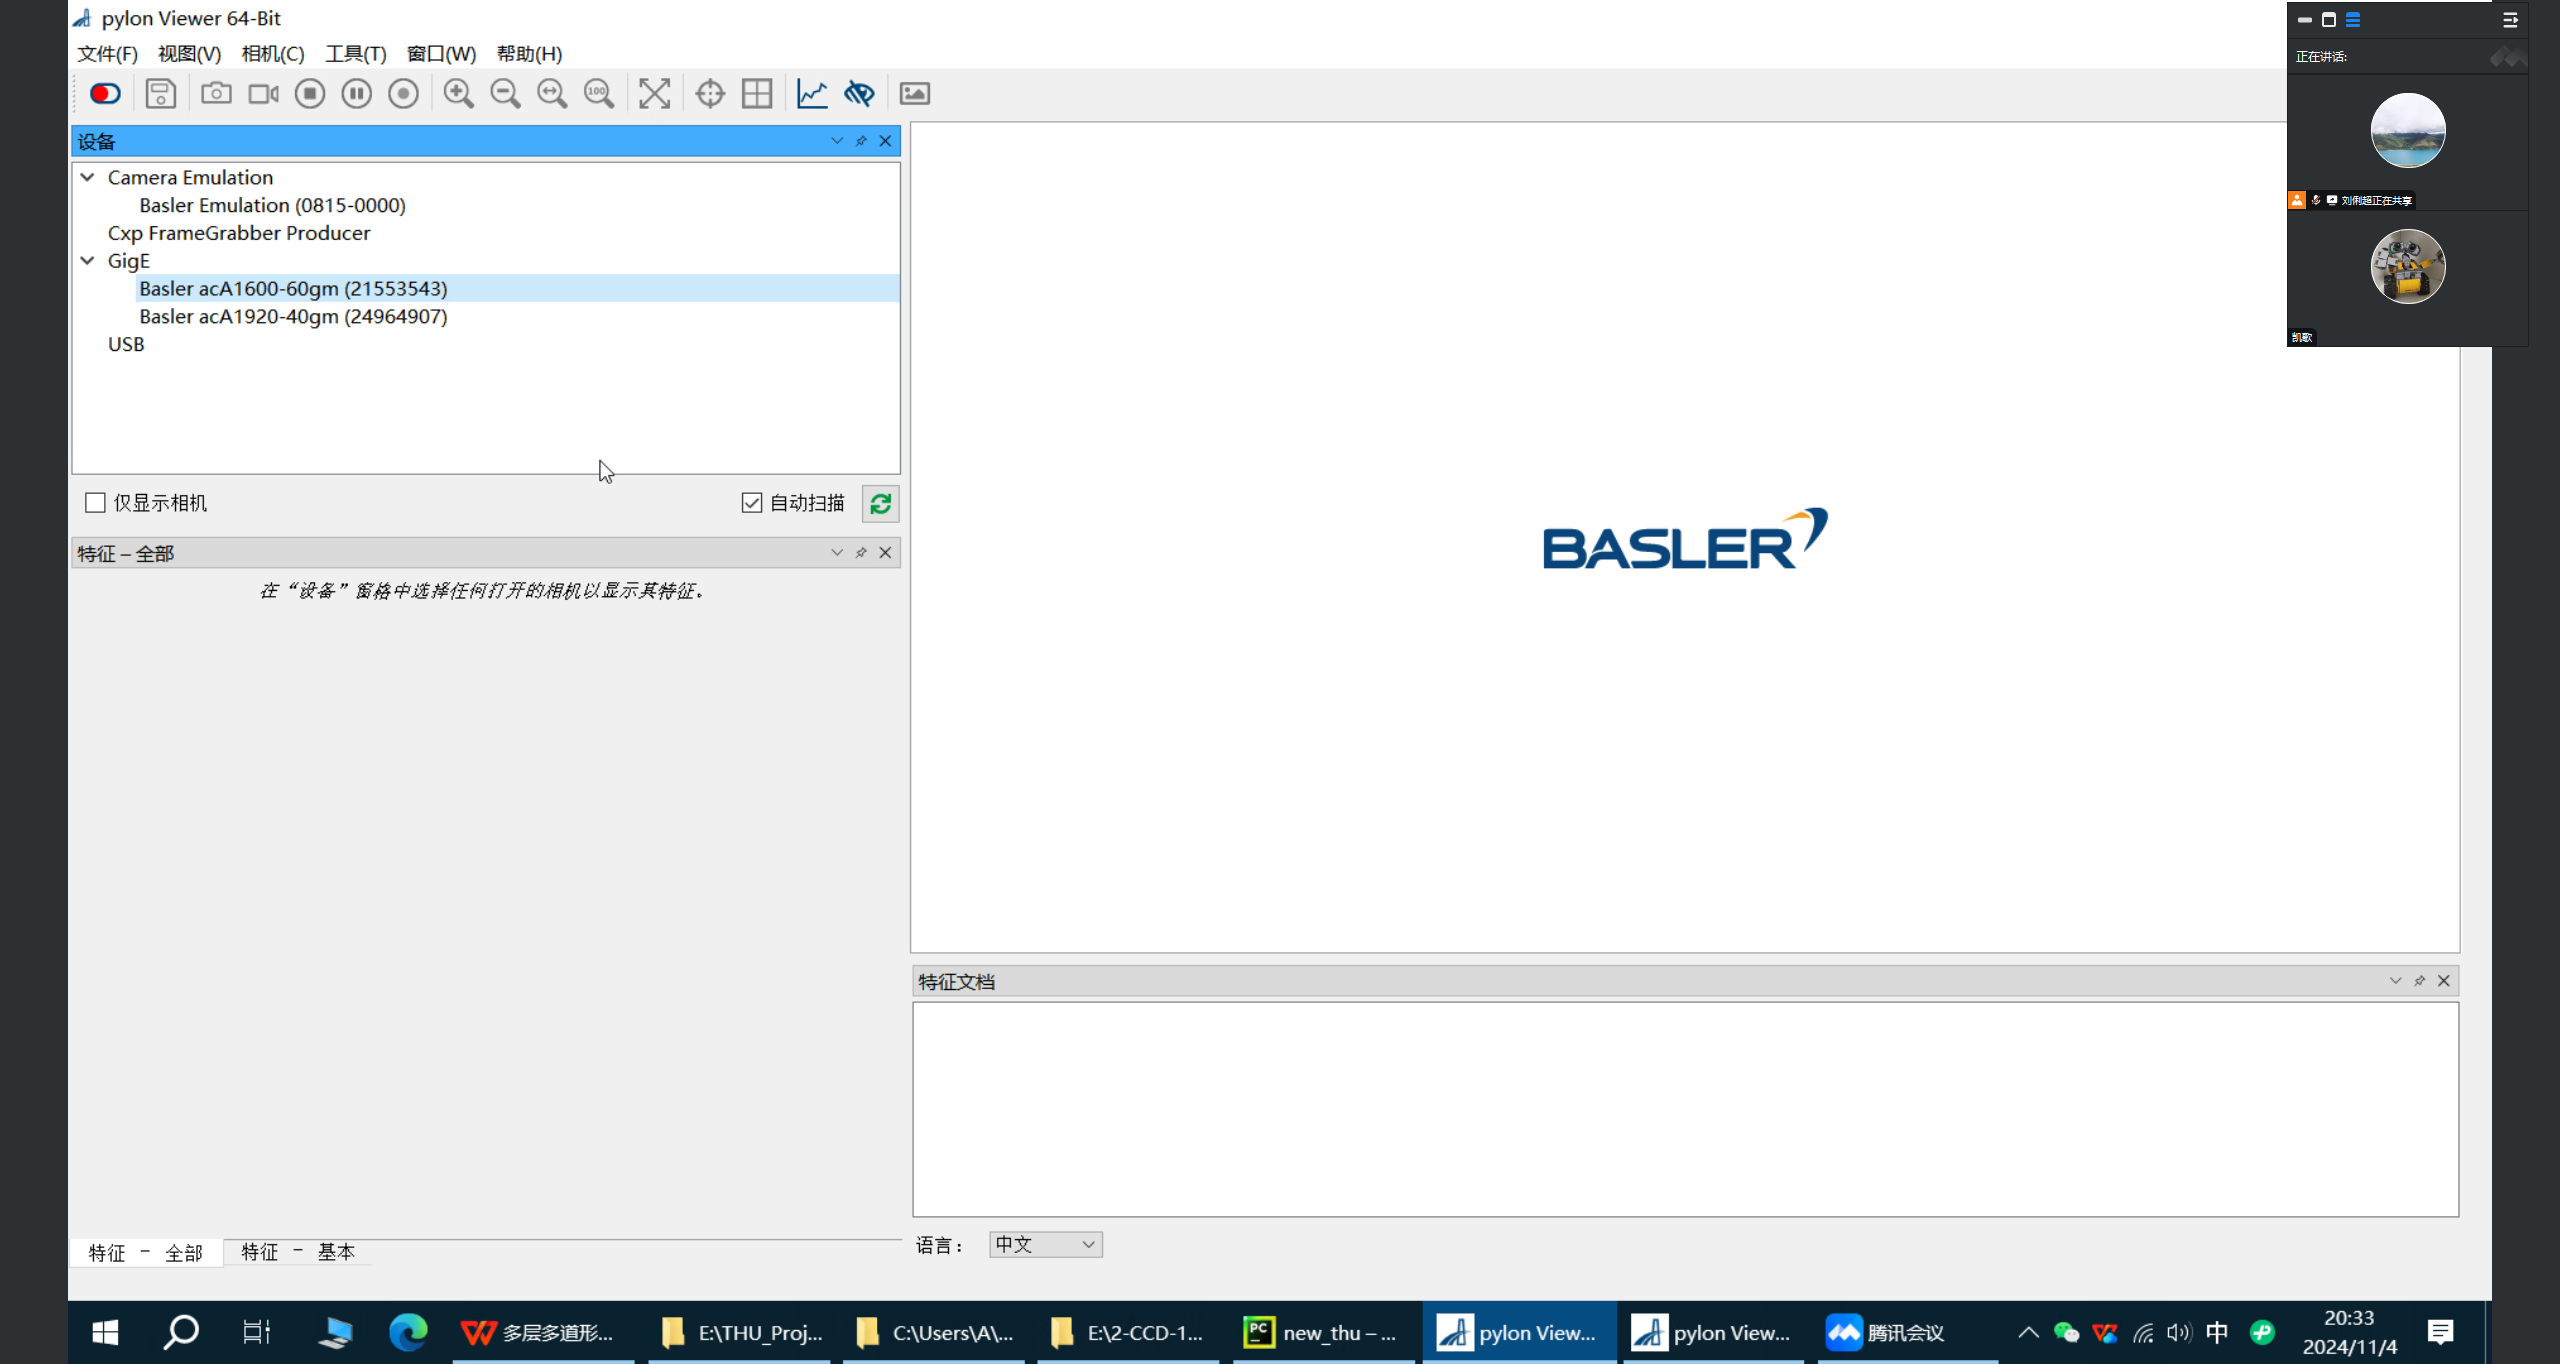 pylon Viewer 64-Bit
文件(F) 视图(V) 相机(C) 工具(T) 窗口(W) 帮助(H)
100
设备
Camera Emulation
Basler Emulation (0815-0000)
Cxp FrameGrabber Producer
GigE
Basler acA1600-60gm (21553543)
Basler acA1920-40gm (24964907)
USB
仅显示相机
自动扫描
特征 – 全部
在“设备”窗格中选择任何打开的相机以显示其特征。
特征 - 全部
特征 - 基本
BASLER
特征文档
语言：
中文
正在讲话:
刘俐超正在共享
凯歌
多层多道形...
E:\THU_Proj...
C:\Users\A\...
E:\2-CCD-1...
PC
new_thu – ...
pylon View...
pylon View...
腾讯会议
中
20:33
2024/11/4